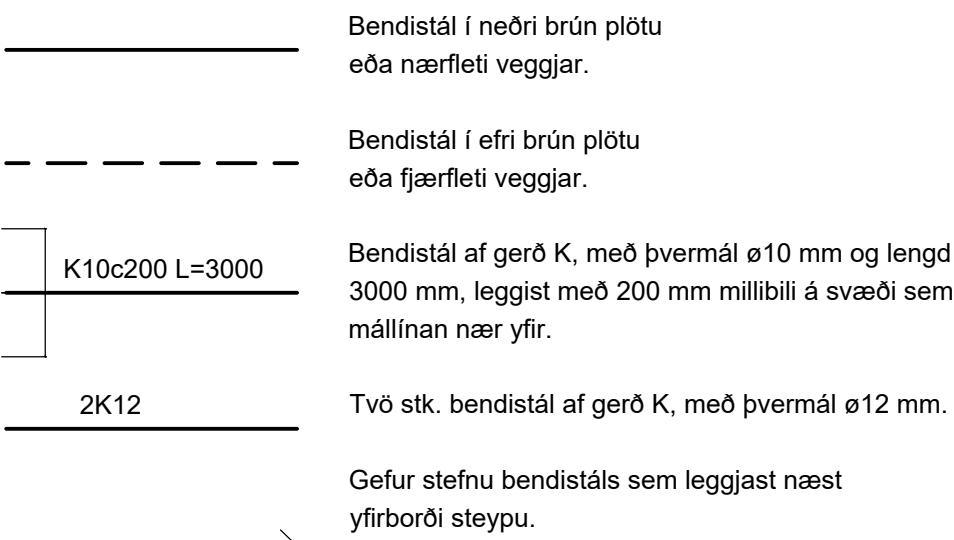 Bendistál í neðri brún plötu
eða nærfleti veggjar.
Bendistál í efri brún plötu
eða fjærfleti veggjar.
K10c200 L=3000
Bendistál af gerð K, með þvermál ø10 mm og lengd
3000 mm, leggist með 200 mm millibili á svæði sem
mállínan nær yfir.
2K12
Tvö stk. bendistál af gerð K, með þvermál ø12 mm.
Gefur stefnu bendistáls sem leggjast næst
yfirborði steypu.